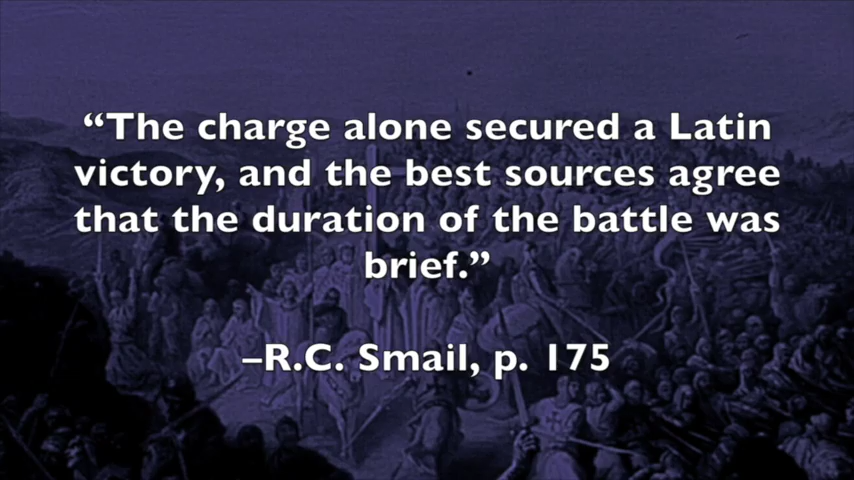 “The charge alone secured a Latin
victory, and the best sources agree
that the duration of the battle was
brief.”
–R.C. Smail, p. 175